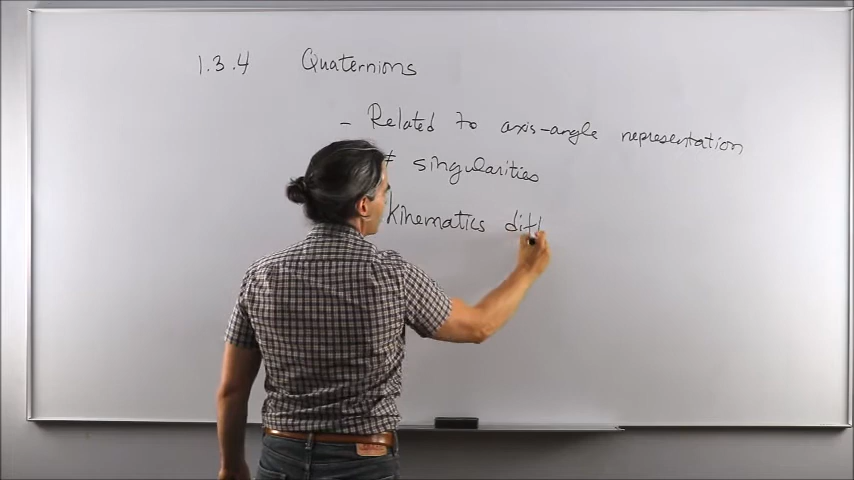 1.3.4 Quaternions
- Related to axis-angle representation
singularities
kinematics